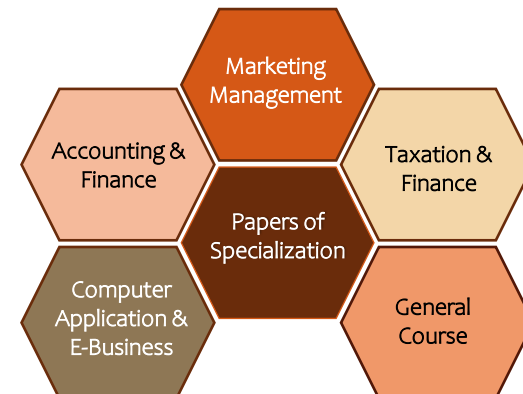 Marketing
Management
Accounting &
Finance
Taxation &
Finance
Papers of
Specialization
Computer
Application &
E-Business
General
Course